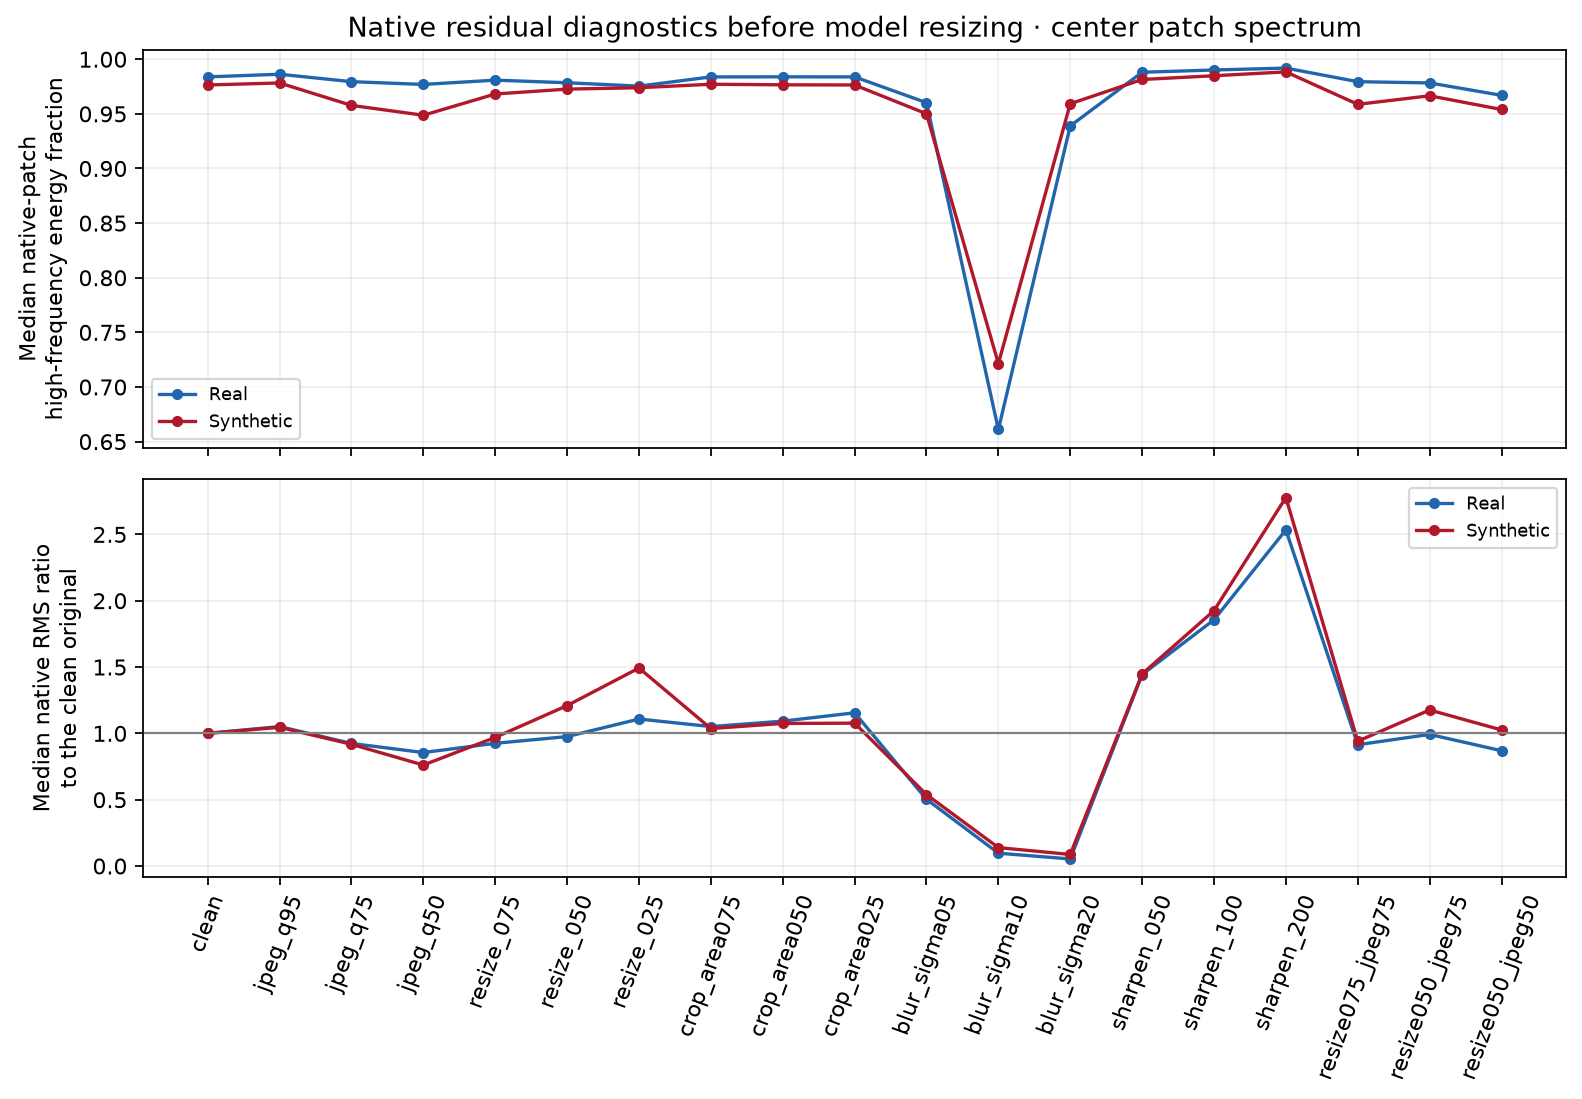 Native residual diagnostics before model resizing · center patch spectrum
Median native-patch
high-frequency energy fraction
1.00
0.95
0.90
0.85
0.80
0.75
0.70
0.65
Real
Synthetic
Median native RMS ratio
to the clean original
2.5
2.0
1.5
1.0
0.5
0.0
Real
Synthetic
clean
jpeg_q95
jpeg_q75
jpeg_q50
resize_075
resize_050
resize_025
crop_area075
crop_area050
crop_area025
blur_sigma05
blur_sigma10
blur_sigma20
sharpen_050
sharpen_100
sharpen_200
resize075_jpeg75
resize050_jpeg75
resize050_jpeg50